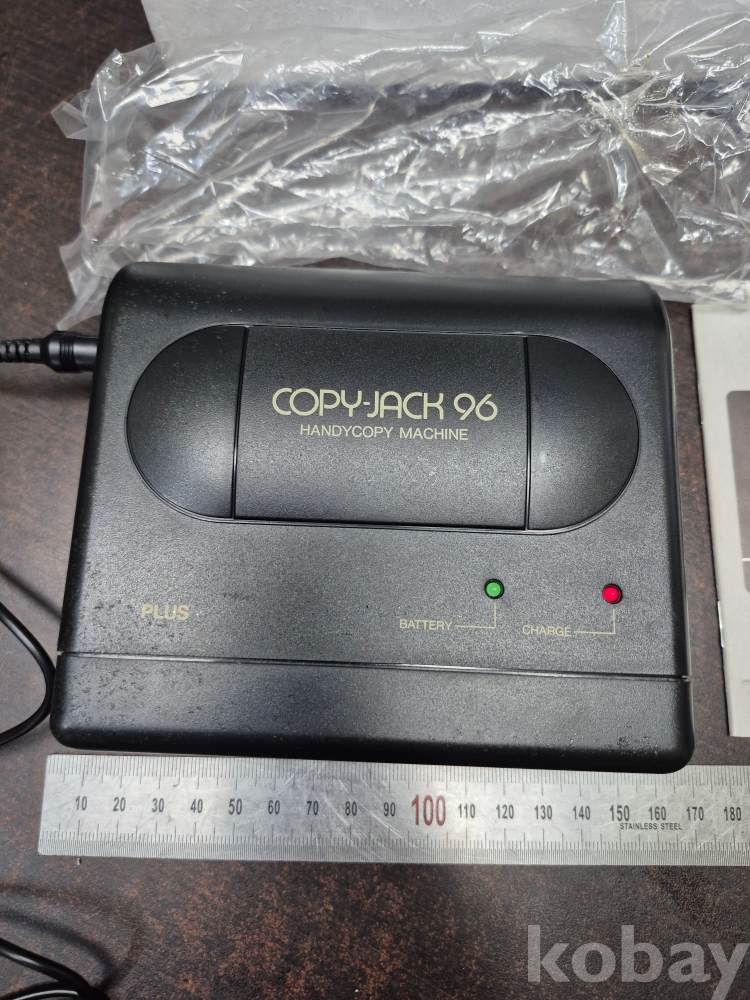 COPY-JACK 96
HANDYCOPY MACHINE
PLUS
BATTERY
CHARGE
10 20 30 40 50 60 70 80 90 100 110 120 130 140 150 160 170 180
STAINLESS STEEL
kobay